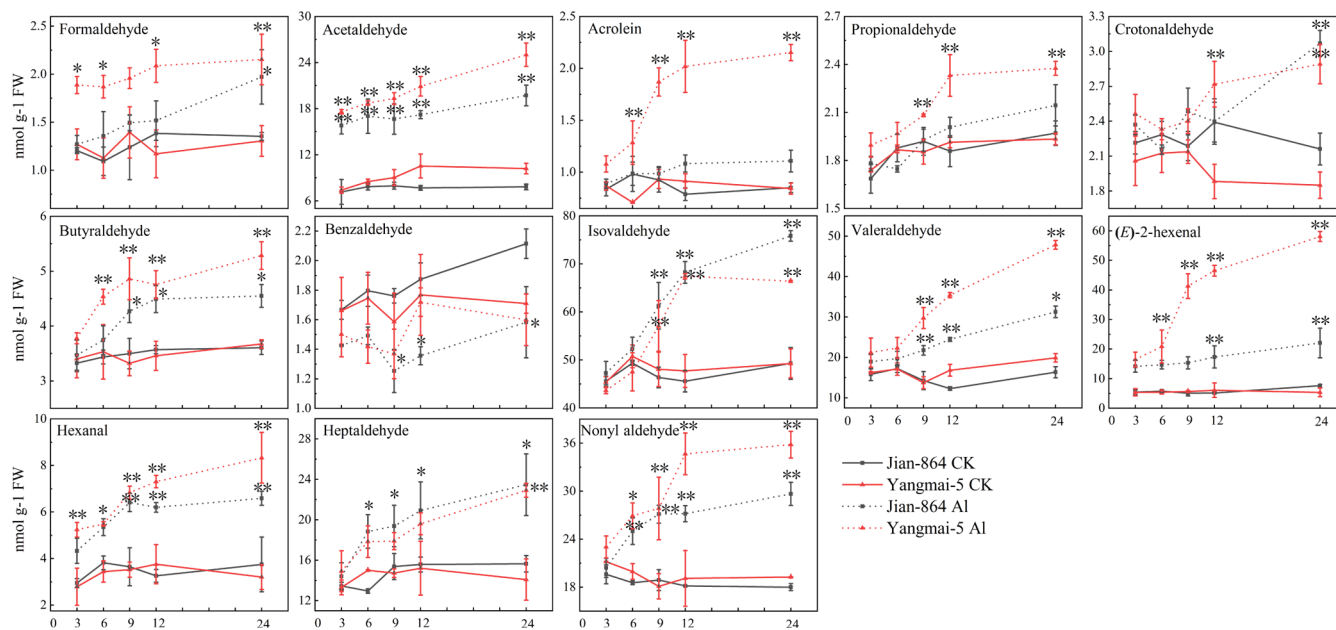 Formaldehyde
Acetaldehyde
Acrolein
Propionaldehyde
Crotonaldehyde
nmol g-1 FW
2.5
2.0
1.5
1.0
30
24
18
12
6
2.5
2.0
1.5
1.0
0.5
2.7
2.4
2.1
1.8
1.5
3.3
3.0
2.7
2.4
2.1
1.8
* * * ** *
** ** ** ** ** ** ** ** ** **
** ** ** **
** ** **
** ** **
Butyraldehyde
Benzaldehyde
Isovaldehyde
Valeraldehyde
(E)-2-hexenal
nmol g-1 FW
6
5
4
3
2.2
2.0
1.8
1.6
1.4
1.2
1.0
80
70
60
50
40
50
40
30
20
10
0
60
50
40
30
20
10
0
** ** * ** * ** *
* * *
** ** ** ** ** **
** ** ** ** ** *
** ** ** ** ** **
0 3 6 9 12 24
0 3 6 9 12 24
Hexanal
Heptaldehyde
Nonyl aldehyde
nmol g-1 FW
10
8
6
4
2
28
24
20
16
12
36
30
24
18
** * ** ** ** ** ** **
* * * * **
* ** ** ** ** ** ** **
0 3 6 9 12 24
0 3 6 9 12 24
0 3 6 9 12 24
Jian-864 CK
Yangmai-5 CK
Jian-864 Al
Yangmai-5 Al